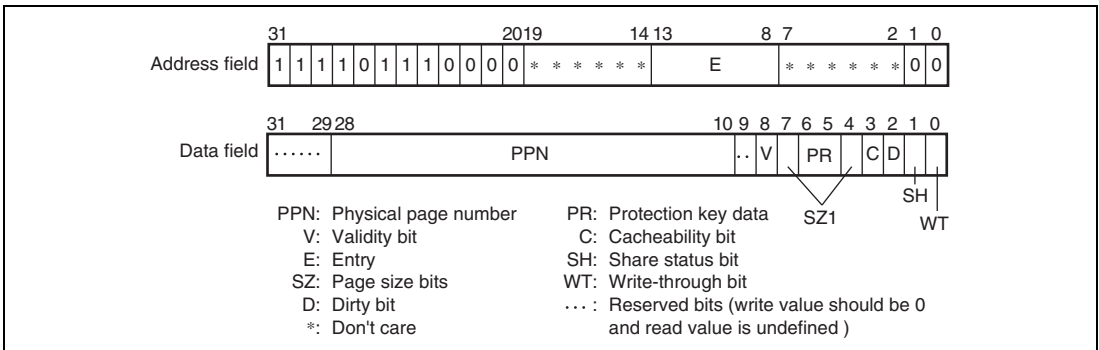 31 2019 14 13 8 7 2 1 0
Address field 1 1 1 1 0 1 1 1 0 0 0 0 * * * * * * E * * * * * * 0 0
31 29 28 10 9 8 7 6 5 4 3 2 1 0
Data field ...... PPN .. V PR C D
SH
SZ1
WT
PPN: Physical page number
V: Validity bit
E: Entry
SZ: Page size bits
D: Dirty bit
*: Don't care
PR: Protection key data
C: Cacheability bit
SH: Share status bit
WT: Write-through bit
...: Reserved bits (write value should be 0
and read value is undefined )